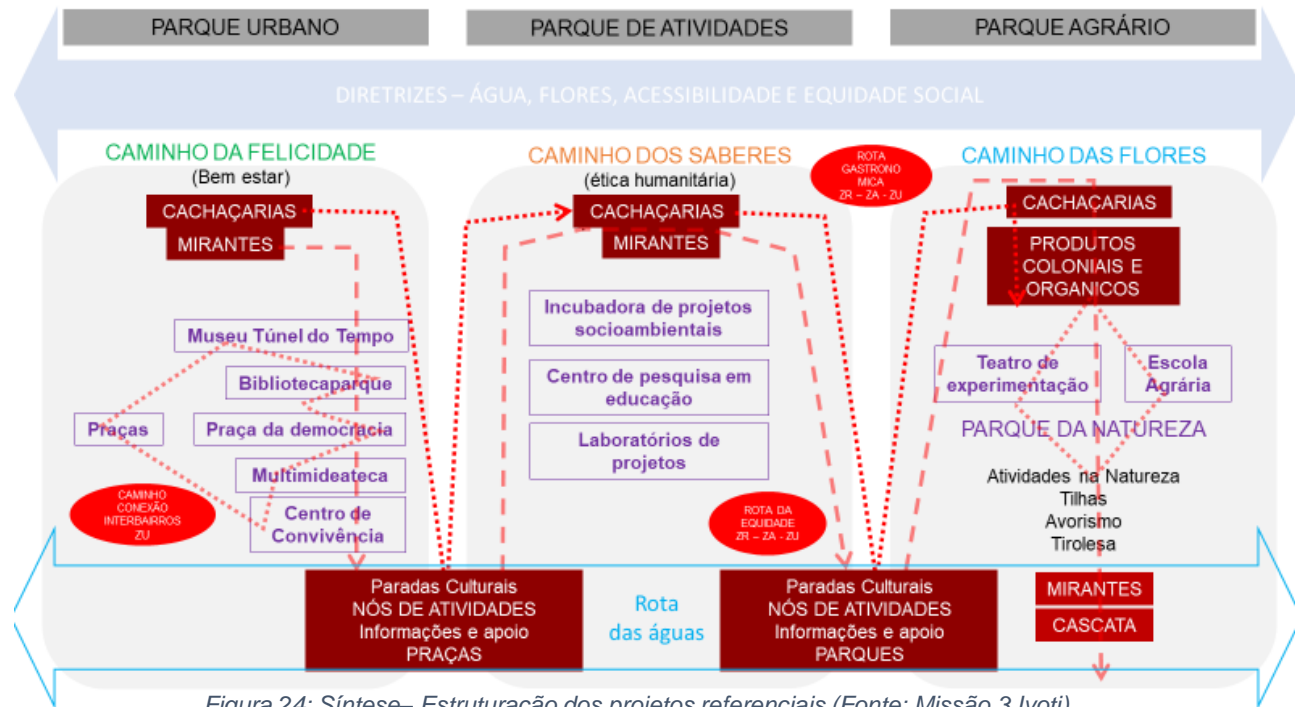 PARQUE URBANO
PARQUE DE ATIVIDADES
PARQUE AGRÁRIO
DIRETRIZES – ÁGUA, FLORES, ACESSIBILIDADE E EQUIDADE SOCIAL
CAMINHO DA FELICIDADE
(Bem estar)
CACHAÇARIAS
MIRANTES
Museu Túnel do Tempo
Bibliotecaparque
Praças
Praça da democracia
Multimideateca
Centro de
Convivência
CAMINHO
CONEXÃO
INTERBAIRROS
ZU
CAMINHO DOS SABERES
(ética humanitária)
CACHAÇARIAS
MIRANTES
Incubadora de projetos
socioambientais
Centro de pesquisa em
educação
Laboratórios de
projetos
ROTA
GASTRONO
MICA
ZR – ZA - ZU
ROTA DA
EQUIDADE
ZR – ZA - ZU
CAMINHO DAS FLORES
CACHAÇARIAS
PRODUTOS
COLONIAIS E
ORGANICOS
Teatro de
experimentação
Escola
Agrária
PARQUE DA NATUREZA
Atividades na Natureza
Tilhas
Avorismo
Tirolesa
MIRANTES
CASCATA
Paradas Culturais
NÓS DE ATIVIDADES
Informações e apoio
PRAÇAS
Rota
das águas
Paradas Culturais
NÓS DE ATIVIDADES
Informações e apoio
PARQUES
Figura 24: Síntese– Estruturação dos projetos referenciais (Fonte: Missão 3 Jyoti)